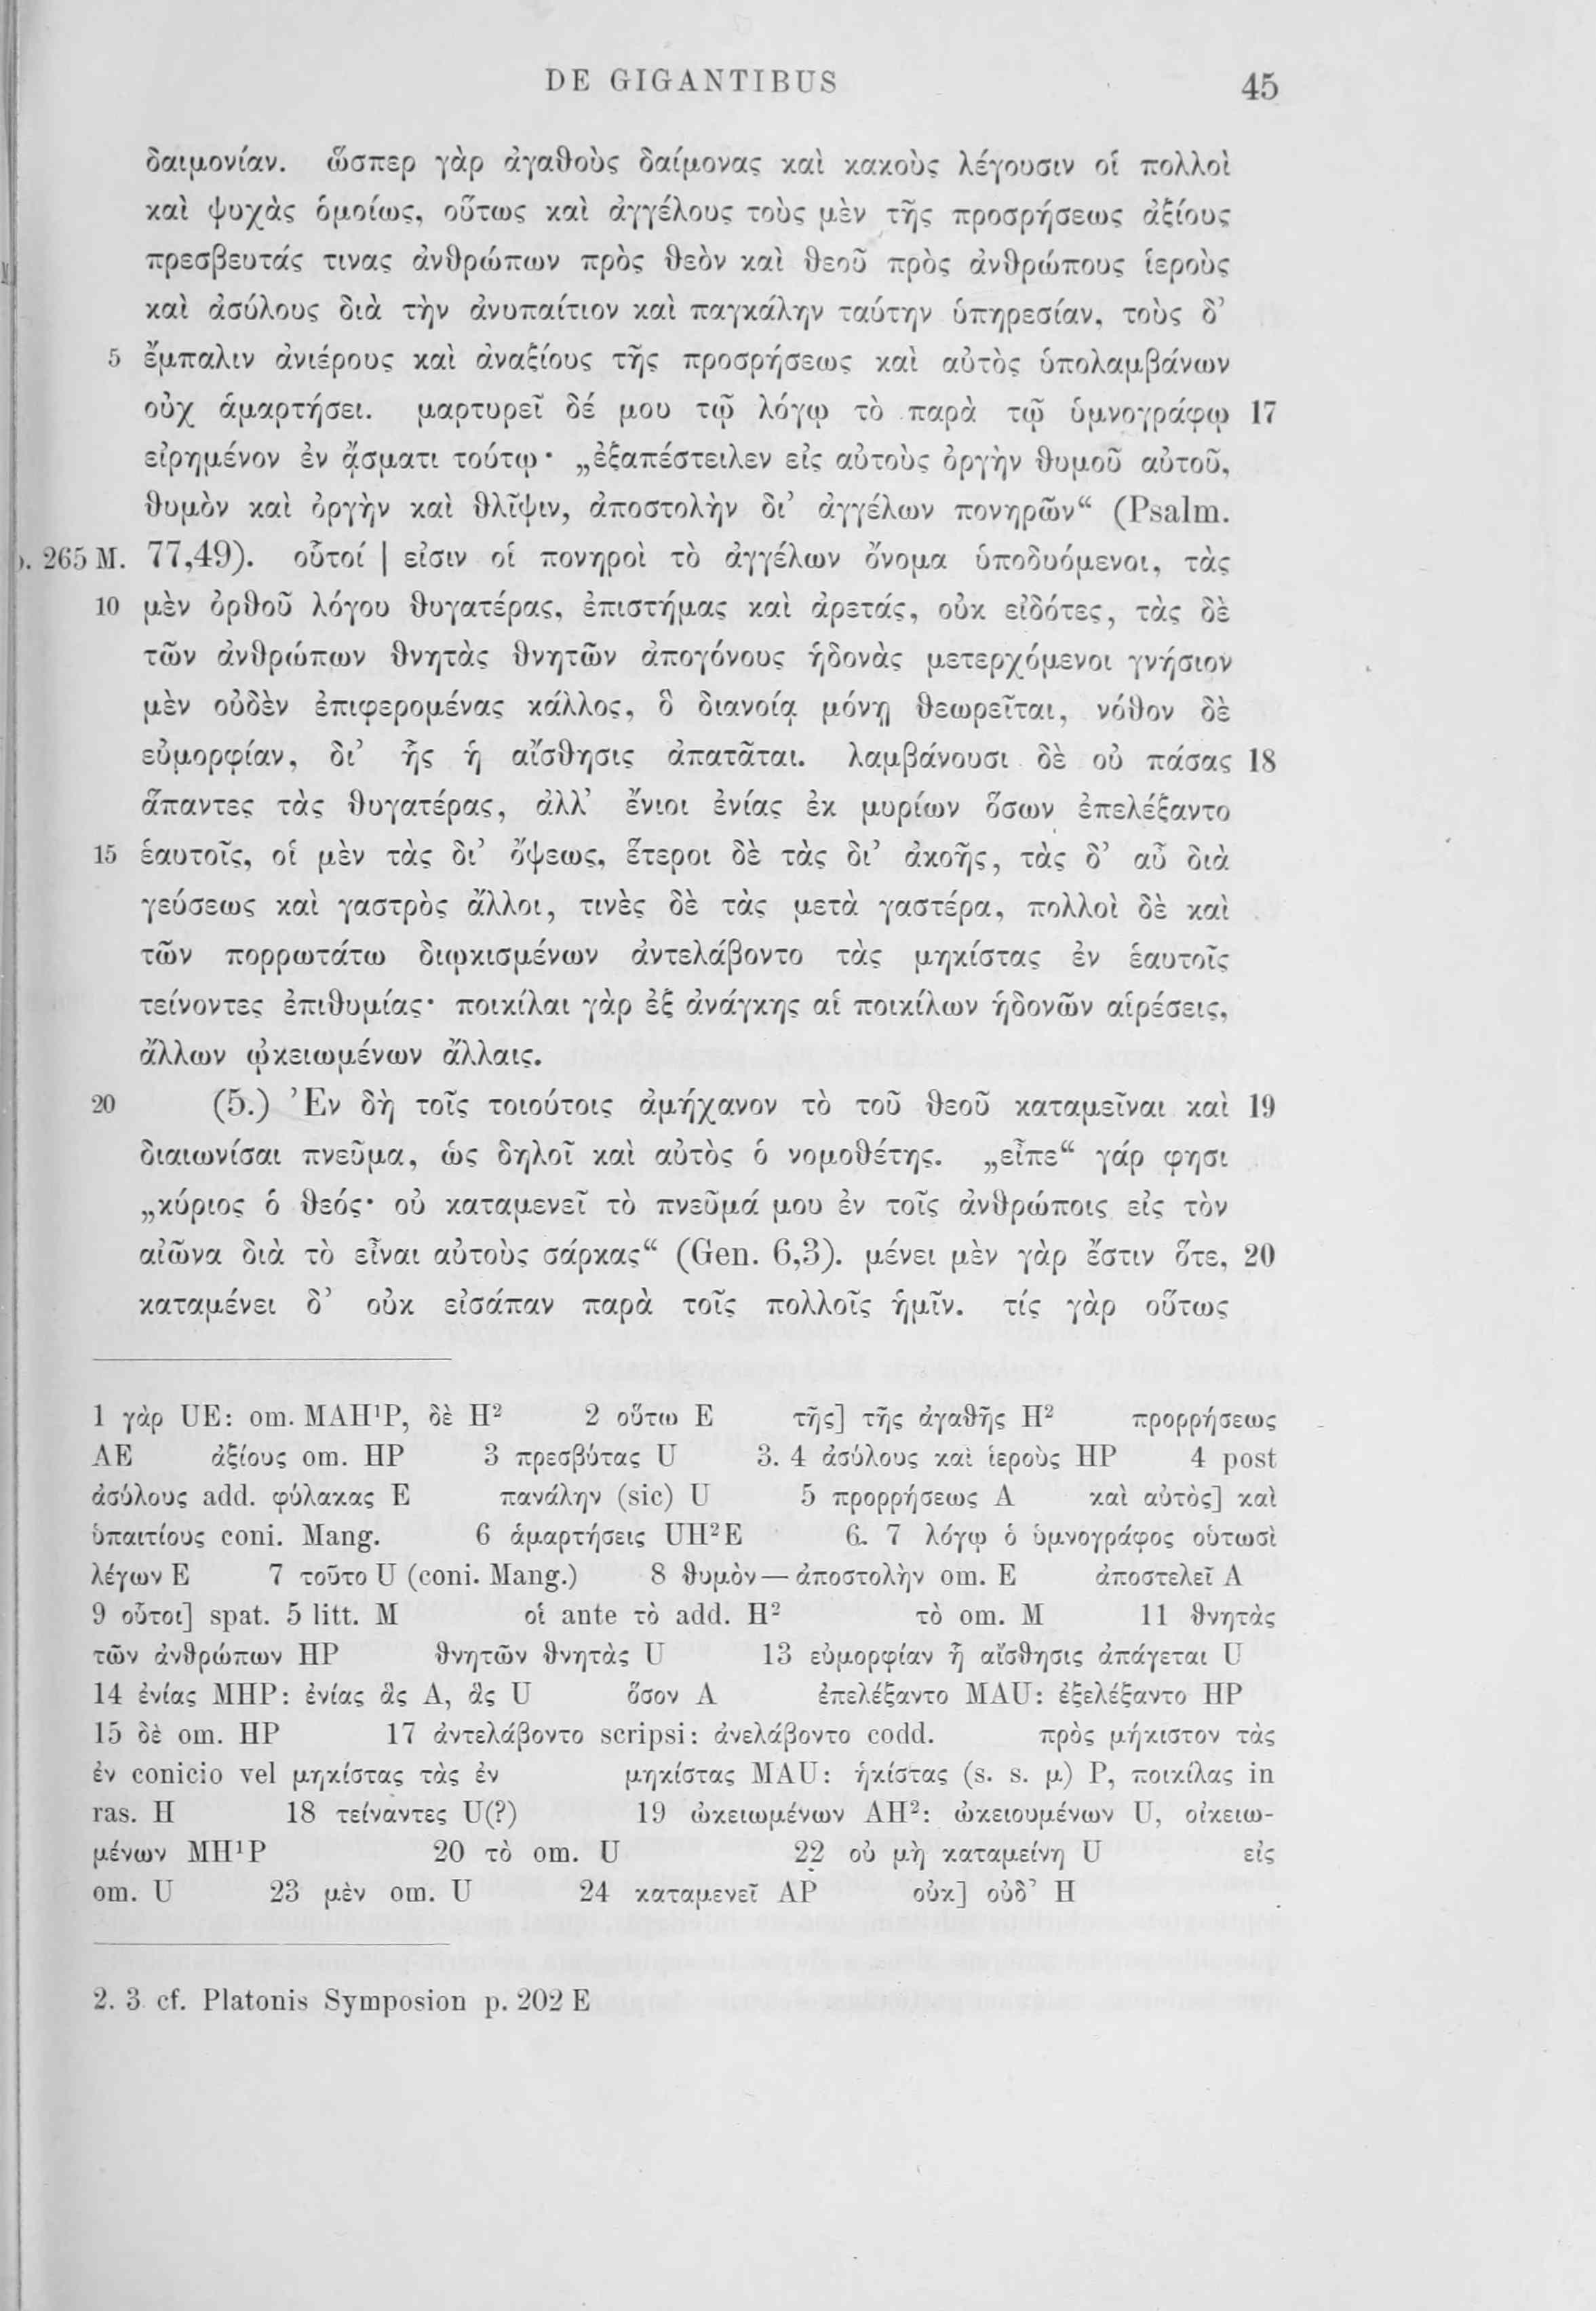 DE GIGANTIBUS 45
δαιμονίαν. ὥσπερ γὰρ ἀγαθοὺς δαίμονας καὶ κακοὺς λέγουσιν οἱ πολλοὶ
καὶ ψυχὰς ὁμοίως, οὕτως καὶ ἀγγέλους τοὺς μὲν τῆς προσρήσεως ἀξίους
πρεσβευτάς τινας ἀνθρώπων πρὸς θεὸν καὶ θεοῦ πρὸς ἀνθρώπους ἱεροὺς
καὶ ἀσύλους διὰ τὴν ἀνυπαίτιον καὶ παγκάλην ταύτην ὑπηρεσίαν, τοὺς δ’
5 ἔμπαλιν ἀνιέρους καὶ ἀναξίους τῆς προσρήσεως καὶ αὐτὸς ὑπολαμβάνων
οὐχ ἁμαρτήσει. μαρτυρεῖ δέ μου τῷ λόγῳ τὸ παρὰ τῷ ὑμνογράφῳ 17
εἰρημένον ἐν ᾄσματι τούτῳ· „ἐξαπέστειλεν εἰς αὐτοὺς ὀργὴν θυμοῦ αὐτοῦ,
θυμὸν καὶ ὀργὴν καὶ θλῖψιν, ἀποστολὴν δι’ ἀγγέλων πονηρῶν“ (Psalm.
p. 265 M. 77,49). οὗτοί | εἰσιν οἱ πονηροὶ τὸ ἀγγέλων ὄνομα ὑποδυόμενοι, τὰς
10 μὲν ὀρθοῦ λόγου θυγατέρας, ἐπιστήμας καὶ ἀρετάς, οὐκ εἰδότες, τὰς δὲ
τῶν ἀνθρώπων θνητὰς θνητῶν ἀπογόνους ἡδονὰς μετερχόμενοι γνήσιον
μὲν οὐδὲν ἐπιφερομένας κάλλος, ὃ διανοίᾳ μόνῃ θεωρεῖται, νόθον δὲ
εὐμορφίαν, δι’ ἧς ἡ αἴσθησις ἀπατᾶται. λαμβάνουσι δὲ οὐ πάσας 18
ἅπαντες τὰς θυγατέρας, ἀλλ’ ἔνιοι ἐνίας ἐκ μυρίων ὅσων ἐπελέξαντο
15 ἑαυτοῖς, οἱ μὲν τὰς δι’ ὄψεως, ἕτεροι δὲ τὰς δι’ ἀκοῆς, τὰς δ’ αὖ διὰ
γεύσεως καὶ γαστρὸς ἄλλοι, τινὲς δὲ τὰς μετὰ γαστέρα, πολλοὶ δὲ καὶ
τῶν πορρωτάτω διῳκισμένων ἀντελάβοντο τὰς μηκίστας ἐν ἑαυτοῖς
τείνοντες ἐπιθυμίας· ποικίλαι γὰρ ἐξ ἀνάγκης αἱ ποικίλων ἡδονῶν αἱρέσεις,
ἄλλων ᾠκειωμένων ἄλλαις.
20 (5.) Ἐν δὴ τοῖς τοιούτοις ἀμήχανον τὸ τοῦ θεοῦ καταμεῖναι καὶ 19
διαιωνίσαι πνεῦμα, ὡς δηλοῖ καὶ αὐτὸς ὁ νομοθέτης. „εἶπε“ γάρ φησι
„κύριος ὁ θεός· οὐ καταμενεῖ τὸ πνεῦμά μου ἐν τοῖς ἀνθρώποις εἰς τὸν
αἰῶνα διὰ τὸ εἶναι αὐτοὺς σάρκας“ (Gen. 6,3). μένει μὲν γὰρ ἔστιν ὅτε, 20
καταμένει δ’ οὐκ εἰσάπαν παρὰ τοῖς πολλοῖς ἡμῖν. τίς γὰρ οὕτως
1 γὰρ UE: om. MAH¹P, δὲ H² 2 οὕτω E τῆς] τῆς ἀγαθῆς H² προρρήσεως
AE ἀξίους om. HP 3 πρεσβύτας U 3. 4 ἀσύλους καὶ ἱεροὺς HP 4 post
ἀσύλους add. φύλακας E πανάλην (sic) U 5 προρρήσεως A καὶ αὐτὸς] καὶ
ὑπαιτίους coni. Mang. 6 ἁμαρτήσεις UH²E 6. 7 λόγῳ ὁ ὑμνογράφος οὑτωσὶ
λέγων E 7 τοῦτο U (coni. Mang.) 8 θυμὸν — ἀποστολὴν om. E ἀποστελεῖ A
9 οὗτοι] spat. 5 litt. M οἱ ante τὸ add. H² τὸ om. M 11 θνητὰς
τῶν ἀνθρώπων HP θνητῶν θνητὰς U 13 εὐμορφίαν ἧ αἴσθησις ἀπάγεται U
14 ἐνίας MHP: ἐνίας ἃς A, ἃς U ὅσον A ἐπελέξαντο MAU: ἐξελέξαντο HP
15 δὲ om. HP 17 ἀντελάβοντο scripsi: ἀνελάβοντο codd. πρὸς μήκιστον τὰς
ἐν conicio vel μηκίστας τὰς ἐν μηκίστας MAU: ἡκίστας (s. s. μ) P, ποικίλας in
ras. H 18 τείναντες U(?) 19 ὠκειωμένων AH²: ὠκειουμένων U, οἰκειω-
μένων MH¹P 20 τὸ om. U 22 οὐ μὴ καταμείνη U εἰς
om. U 23 μὲν om. U 24 καταμενεῖ AP οὐκ] οὐδ’ H
2. 3 cf. Platonis Symposion p. 202 E